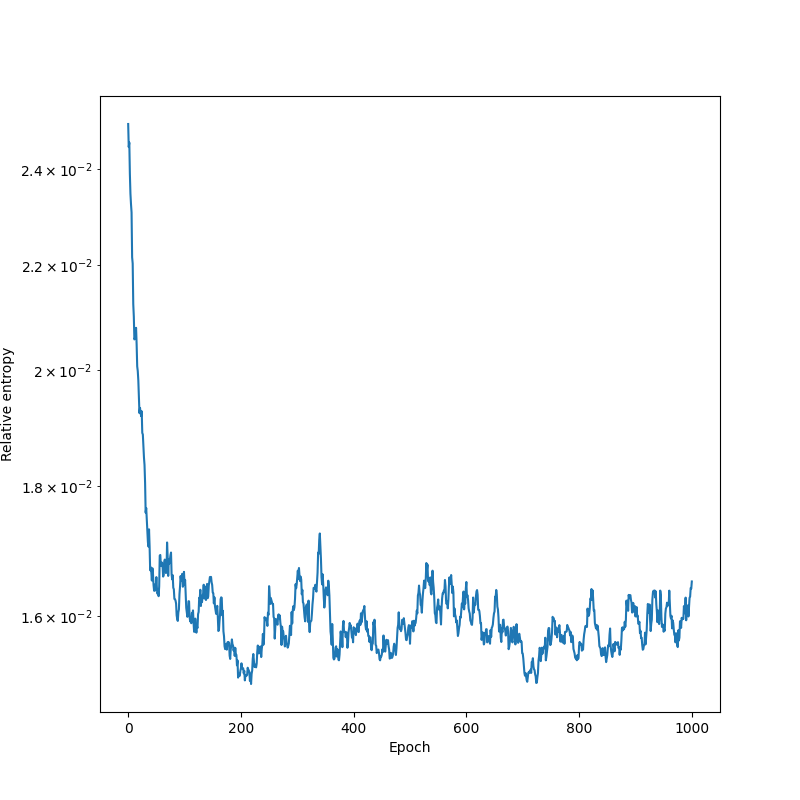 Relative entropy
2.4 × 10⁻²
2.2 × 10⁻²
2 × 10⁻²
1.8 × 10⁻²
1.6 × 10⁻²
0 200 400 600 800 1000
Epoch